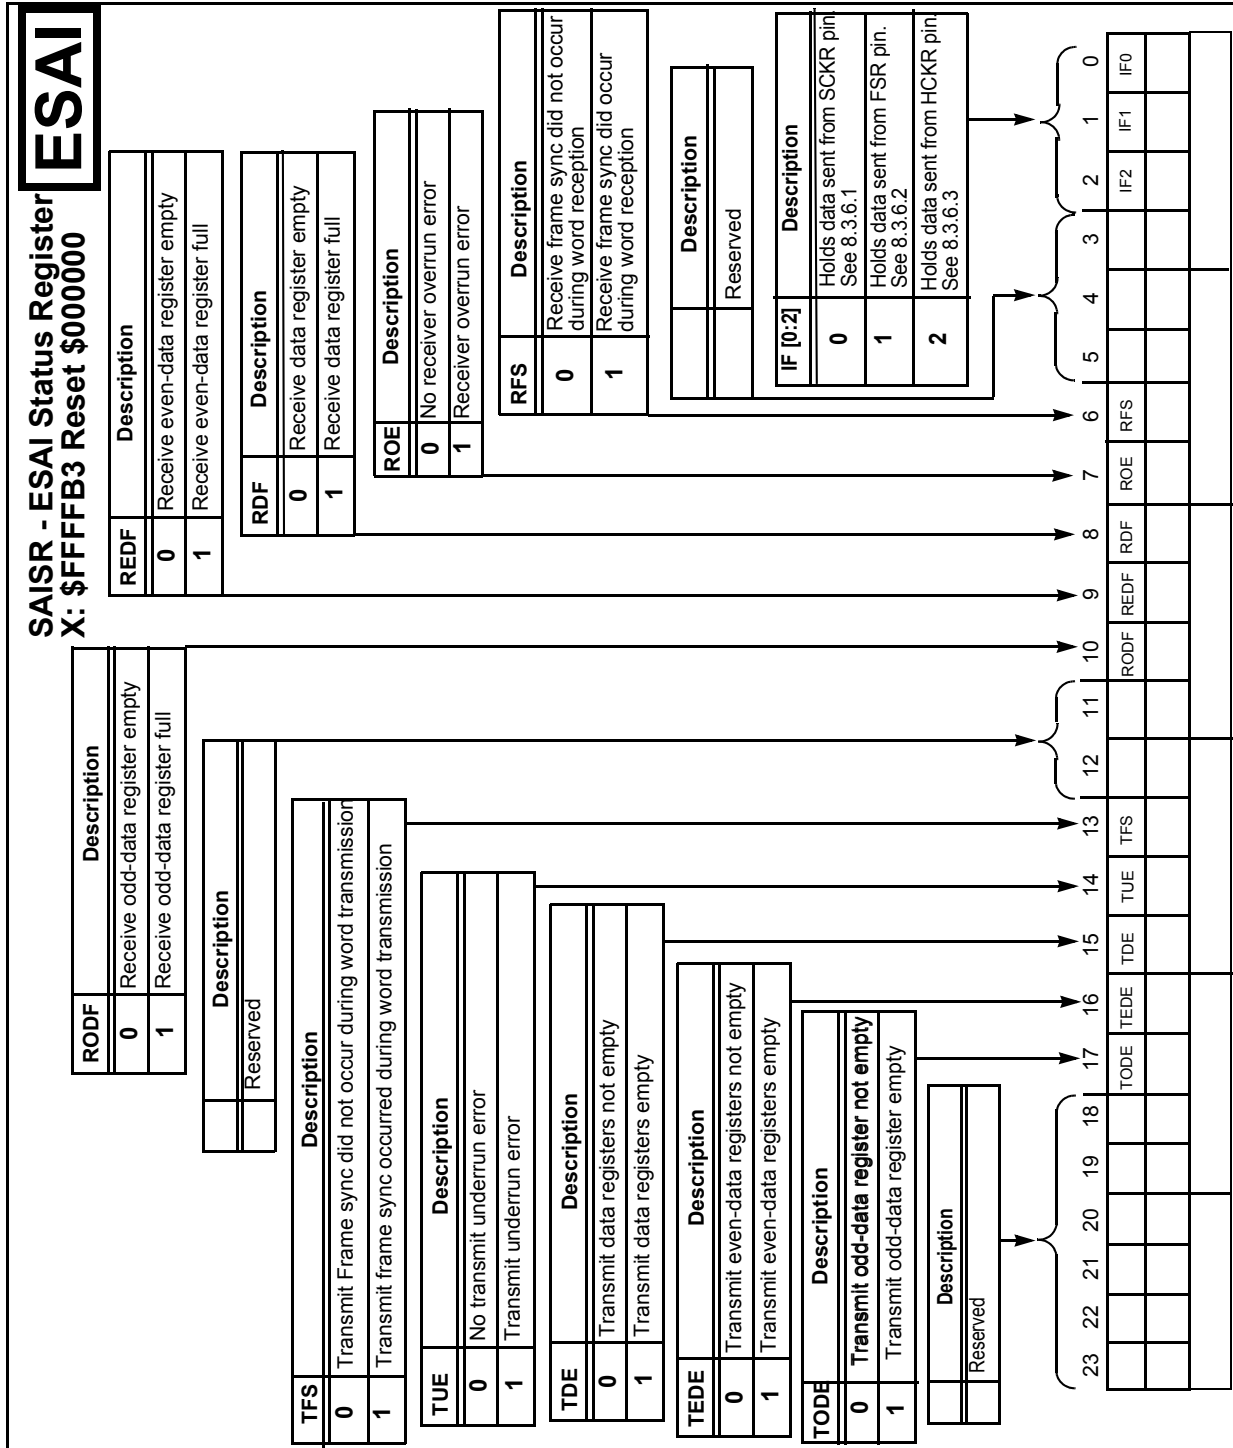 SAISR - ESAI Status Register
X: $FFFFB3 Reset $000000
ESAI
RODF Description
0 Receive odd-data register empty
1 Receive odd-data register full
REDF Description
0 Receive even-data register empty
1 Receive even-data register full
Description
Reserved
RDF Description
0 Receive data register empty
1 Receive data register full
TFS Description
0 Transmit Frame sync did not occur during word transmission
1 Transmit frame sync occurred during word transmission
ROE Description
0 No receiver overrun error
1 Receiver overrun error
TUE Description
0 No transmit underrun error
1 Transmit underrun error
RFS Description
0 Receive frame sync did not occur
during word reception
1 Receive frame sync did occur
during word reception
TDE Description
0 Transmit data registers not empty
1 Transmit data registers empty
Description
Reserved
TEDE Description
0 Transmit even-data registers not empty
1 Transmit even-data registers empty
IF [0:2] Description
0 Holds data sent from SCKR pin.
See 8.3.6.1
1 Holds data sent from FSR pin.
See 8.3.6.2
2 Holds data sent from HCKR pin.
See 8.3.6.3
TODE Description
0 Transmit odd-data register not empty
1 Transmit odd-data register empty
Description
Reserved
23 22 21 20 19 18 17 16 15 14 13 12 11 10 9 8 7 6 5 4 3 2 1 0
TODE TEDE TDE TUE TFS RODF REDF RDF ROE RFS IF2 IF1 IF0